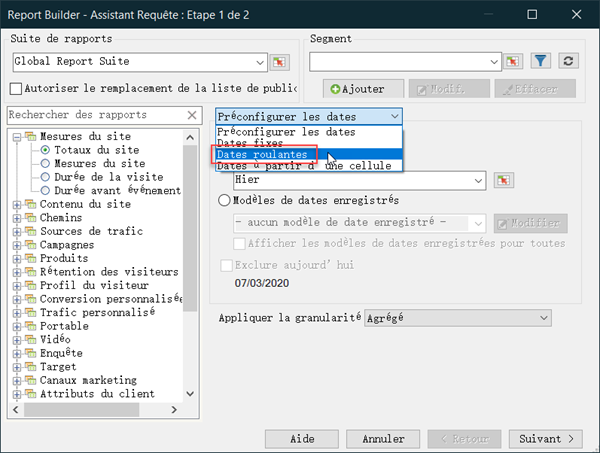 Report Builder - Assistant Requête : Etape 1 de 2
Suite de rapports
Global Report Suite
Autoriser le remplacement de la liste de public
Segment
Ajouter
Modif.
Effacer
Rechercher des rapports
Mesures du site
Totaux du site
Mesures du site
Durée de la visite
Durée avant événement
Contenu du site
Chemins
Sources de trafic
Campagnes
Produits
Rétention des visiteurs
Profil du visiteur
Conversion personnalisée
Trafic personnalisé
Portable
Vidéo
Enquête
Target
Canaux marketing
Attributs du client
Préconfigurer les dates
Préconfigurer les dates
Dates fixes
Dates roulantes
Dates à partir d'une cellule
Hier
Modèles de dates enregistrés
- aucun modèle de date enregistré -
Modifier
Afficher les modèles de dates enregistrées pour toutes
Exclure aujourd'hui
07/03/2020
Appliquer la granularité
Agrégé
Aide
Annuler
< Retour
Suivant >